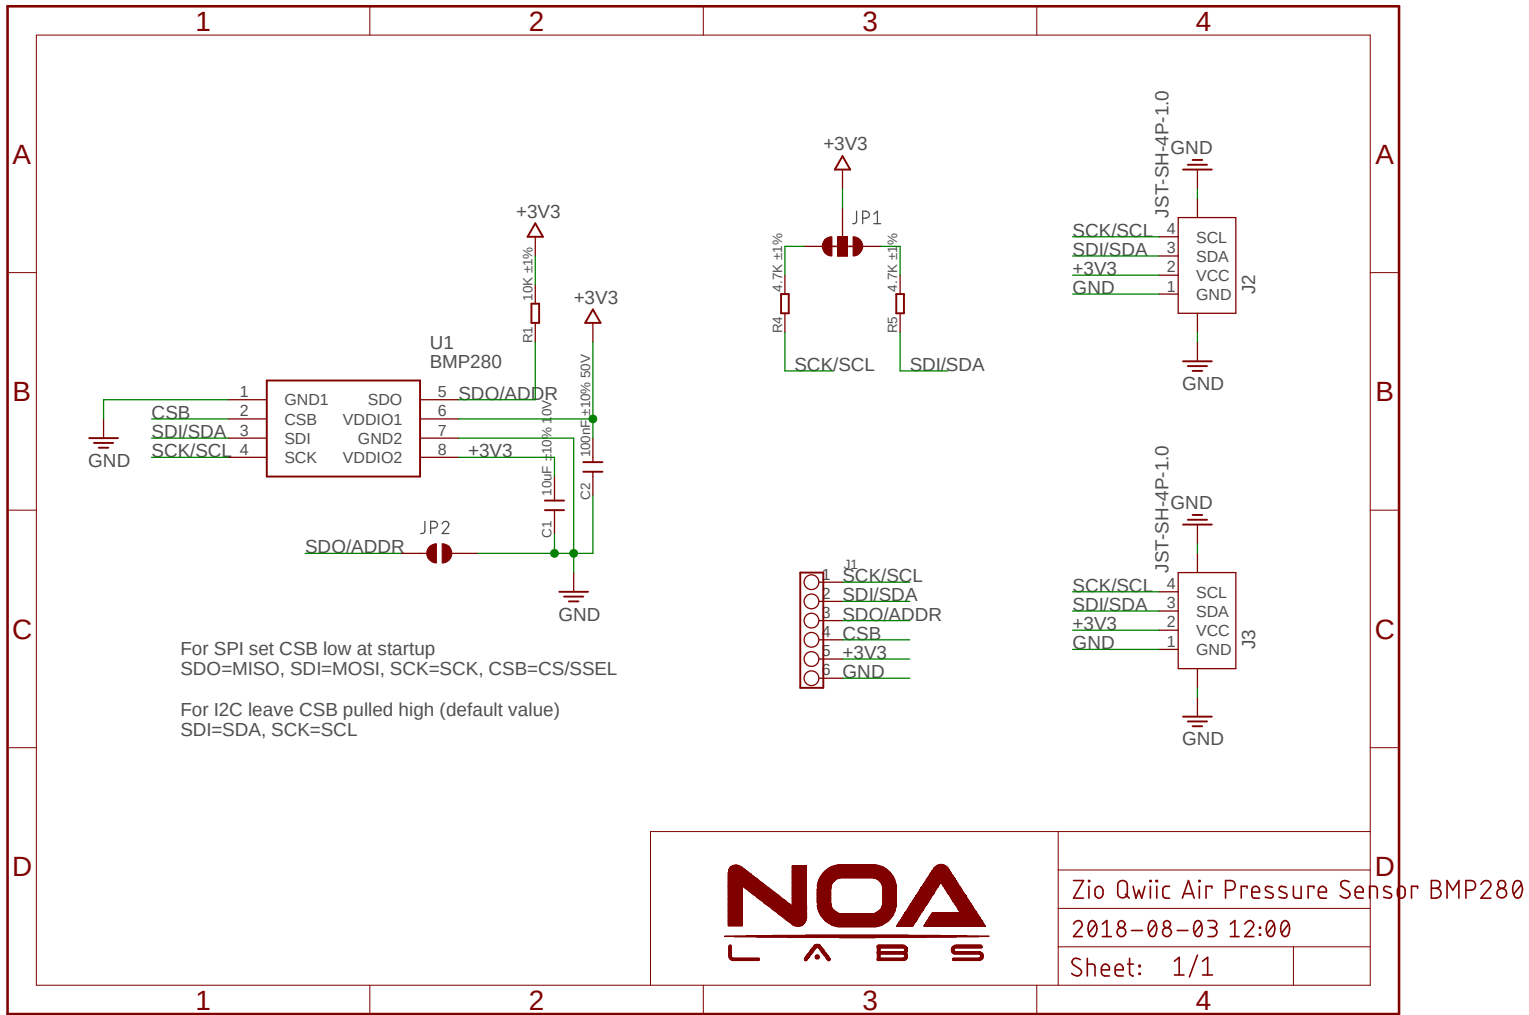 1 2 3 4
A
B
C
D
A
B
C
D
1 2 3 4
+3V3
10K ±1%
R1
+3V3
U1
BMP280
1 GND1
CSB 2 CSB
SDI/SDA 3 SDI
SCK/SCL 4 SCK
SDO 5 SDO/ADDR
VDDIO1 6
GND2 7
VDDIO2 8 +3V3
GND
10uF ±10% 10V
C1
100nF ±10% 50V
C2
JP2
SDO/ADDR
GND
For SPI set CSB low at startup
SDO=MISO, SDI=MOSI, SCK=SCK, CSB=CS/SSEL
For I2C leave CSB pulled high (default value)
SDI=SDA, SCK=SCL
+3V3
JP1
4.7K ±1%
R4
4.7K ±1%
R5
SCK/SCL
SDI/SDA
J1
1 SCK/SCL
2 SDI/SDA
3 SDO/ADDR
4 CSB
5 +3V3
6 GND
JST-SH-4P-1.0
GND
SCK/SCL 4 SCL
SDI/SDA 3 SDA
+3V3 2 VCC
GND 1 GND
J2
GND
JST-SH-4P-1.0
GND
SCK/SCL 4 SCL
SDI/SDA 3 SDA
+3V3 2 VCC
GND 1 GND
J3
GND
NOA
LABS
Zio Qwiic Air Pressure Sensor BMP280
2018-08-03 12:00
Sheet: 1/1